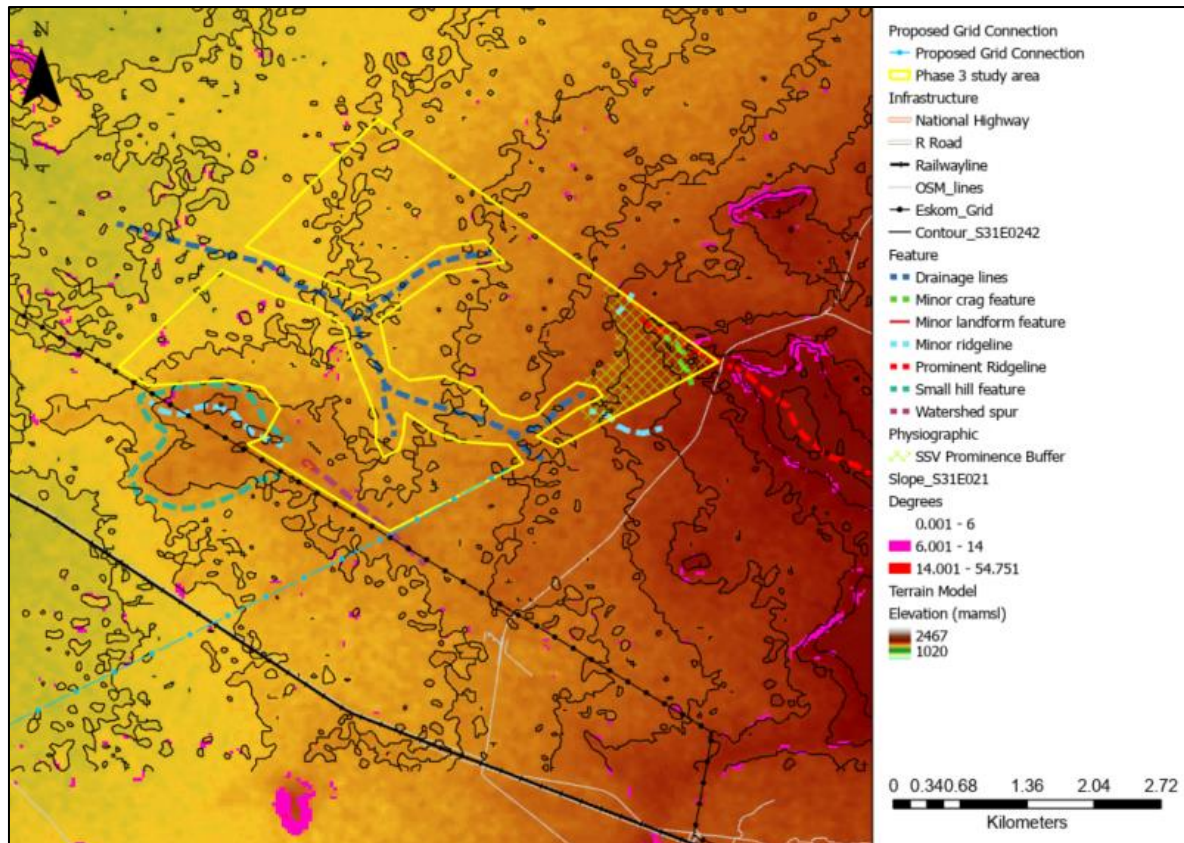 N
Proposed Grid Connection
Proposed Grid Connection
Phase 3 study area
Infrastructure
National Highway
R Road
Railwayline
OSM_lines
Eskom_Grid
Contour_S31E0242
Feature
Drainage lines
Minor crag feature
Minor landform feature
Minor ridgeline
Prominent Ridgeline
Small hill feature
Watershed spur
Physiographic
SSV Prominence Buffer
Slope_S31E021
Degrees
0.001 - 6
6.001 - 14
14.001 - 54.751
Terrain Model
Elevation (mamsl)
2467
1020
0 0.340.68 1.36 2.04 2.72
Kilometers